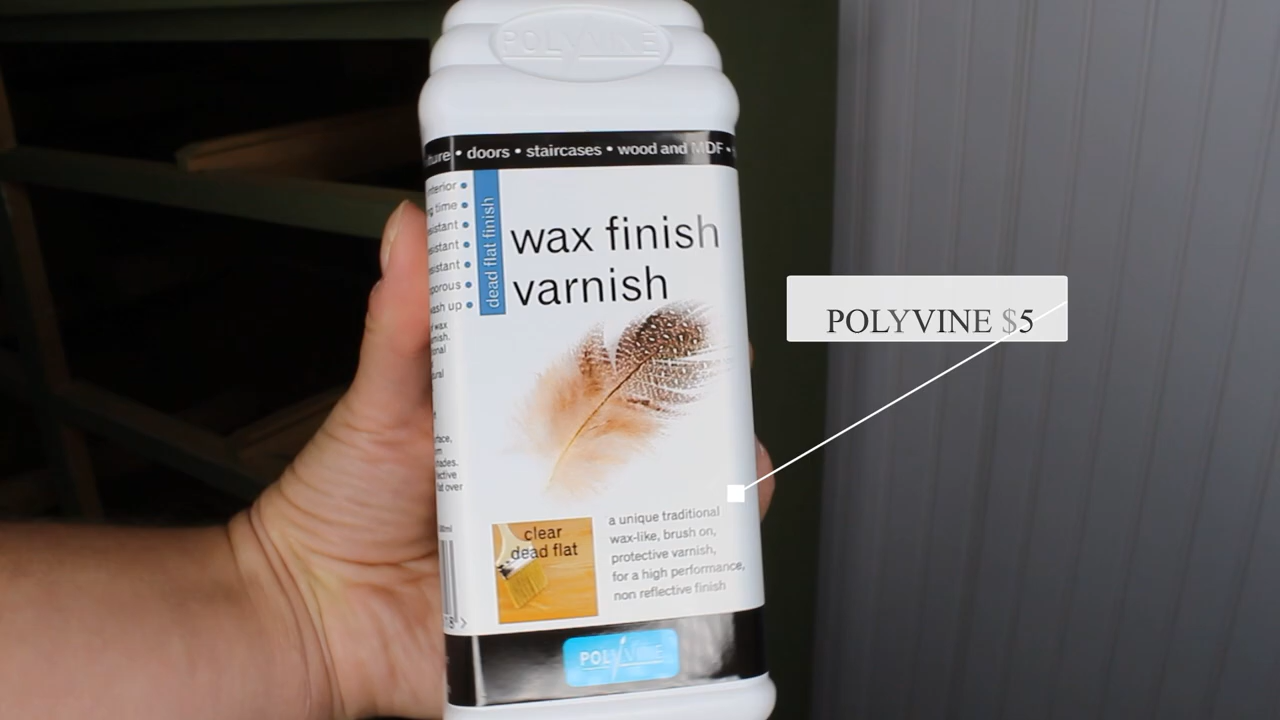 POLYVINE
• doors • staircases • wood and MDF •
dead flat finish
wax finish
varnish
POLYVINE $5
clear
dead flat
a unique traditional
wax-like, brush on,
protective varnish,
for a high performance,
non reflective finish
POLYVINE